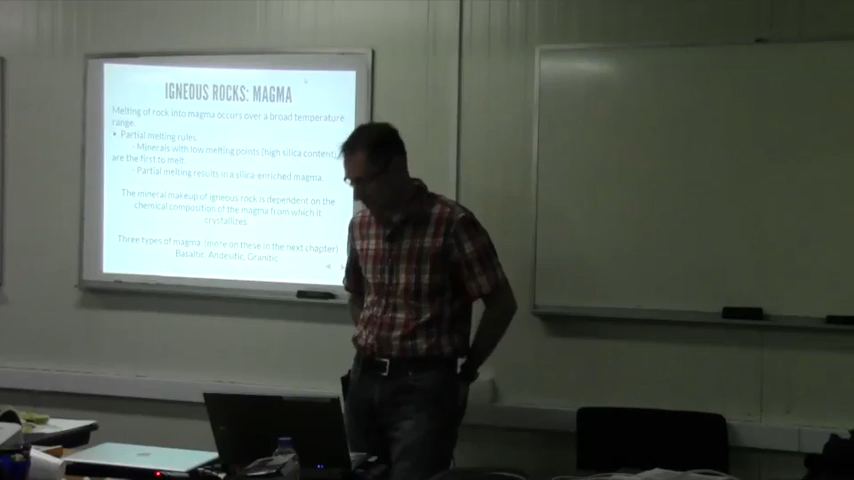 IGNEOUS ROCKS: MAGMA
Melting of rock into magma occurs over a broad temperature
range.
• Partial melting rules.
- Minerals with low melting points (high silica content)
are the first to melt
- Partial melting results in a silica-enriched magma.
The mineral makeup of igneous rock is dependent on the
chemical composition of the magma from which it
crystallizes.
Three types of magma: (more on these in the next chapter)
Basaltic, Andesitic, Granitic